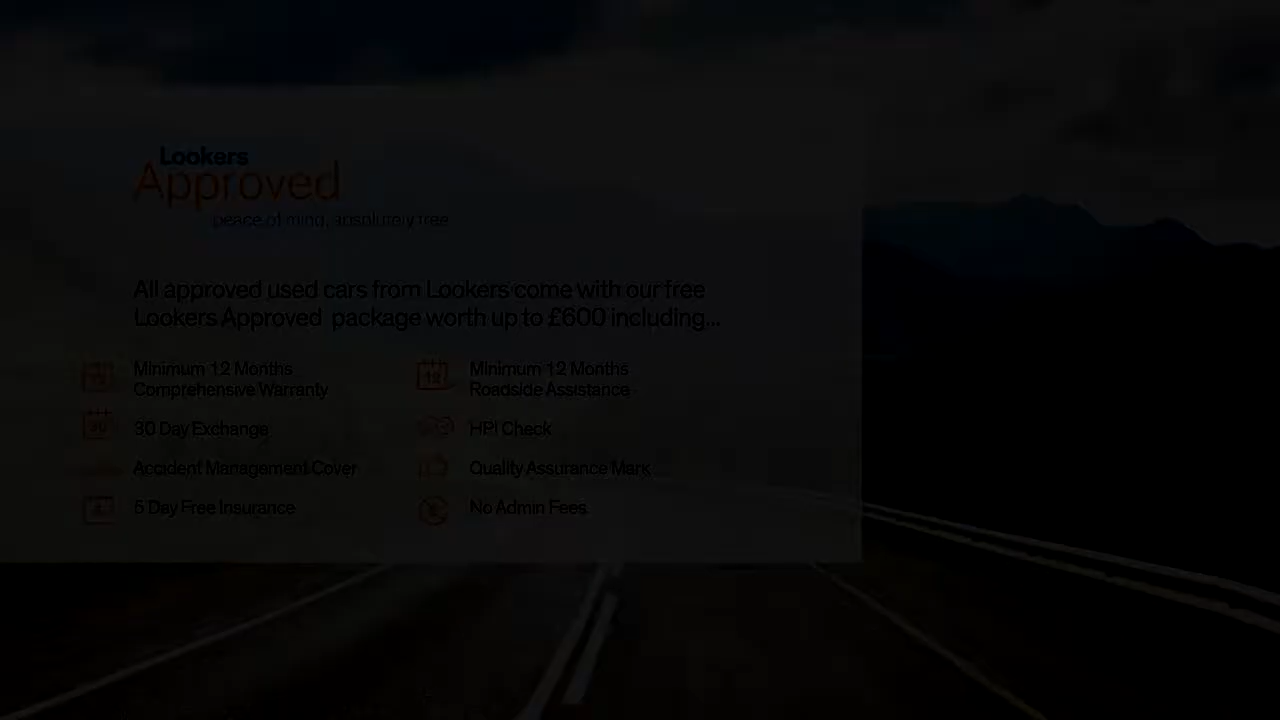 Lookers
Approved
peace of mind, absolutely free
All approved used cars from Lookers come with our free
Lookers Approved package worth up to £600 including...
Minimum 12 Months
Comprehensive Warranty
Minimum 12 Months
Roadside Assistance
30
30 Day Exchange
HPI Check
Accident Management Cover
Quality Assurance Mark
5 Day Free Insurance
No Admin Fees
12